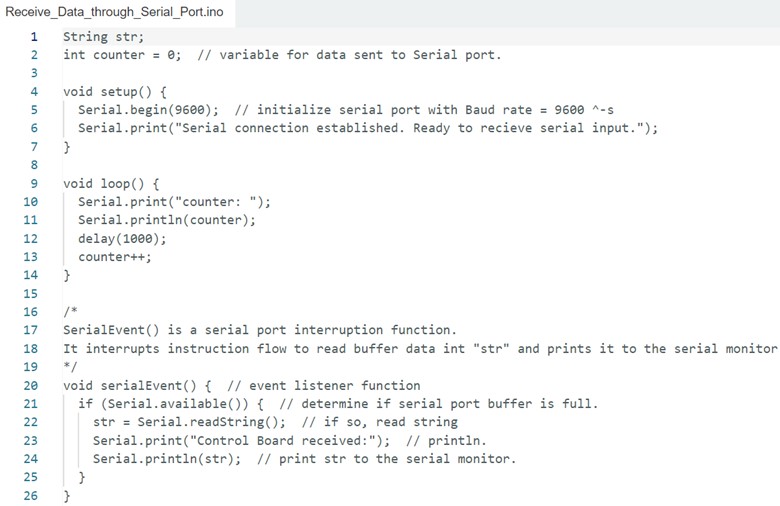 Receive_Data_through_Serial_Port.ino
1 String str;
2 int counter = 0;  // variable for data sent to Serial port.
3
4 void setup() {
5   Serial.begin(9600);  // initialize serial port with Baud rate = 9600 ^-s
6   Serial.print("Serial connection established. Ready to recieve serial input.");
7 }
8
9 void loop() {
10   Serial.print("counter: ");
11   Serial.println(counter);
12   delay(1000);
13   counter++;
14 }
15
16 /*
17 SerialEvent() is a serial port interruption function.
18 It interrupts instruction flow to read buffer data int "str" and prints it to the serial monitor
19 */
20 void serialEvent() {  // event listener function
21   if (Serial.available()) {  // determine if serial port buffer is full.
22     str = Serial.readString();  // if so, read string
23     Serial.print("Control Board received:");  // println.
24     Serial.println(str);  // print str to the serial monitor.
25   }
26 }